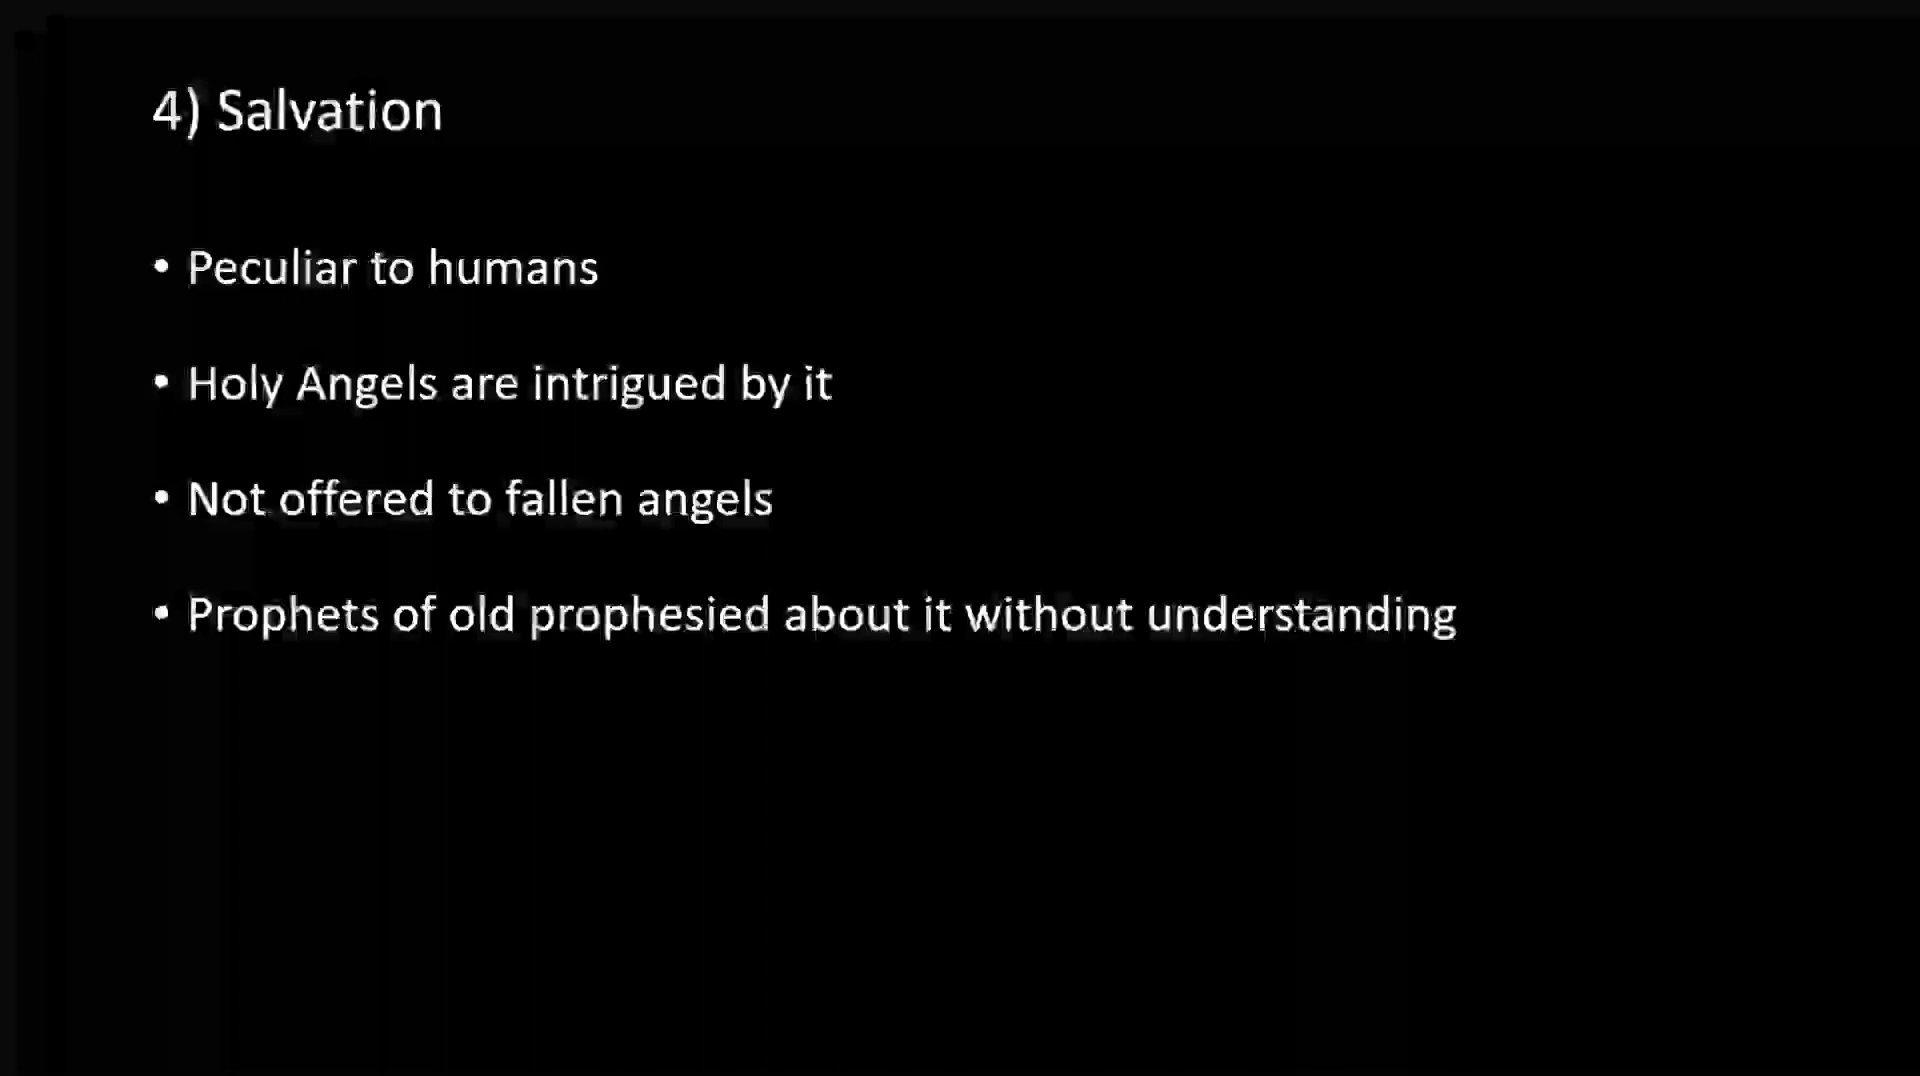 4) Salvation
• Peculiar to humans
• Holy Angels are intrigued by it
• Not offered to fallen angels
• Prophets of old prophesied about it without understanding